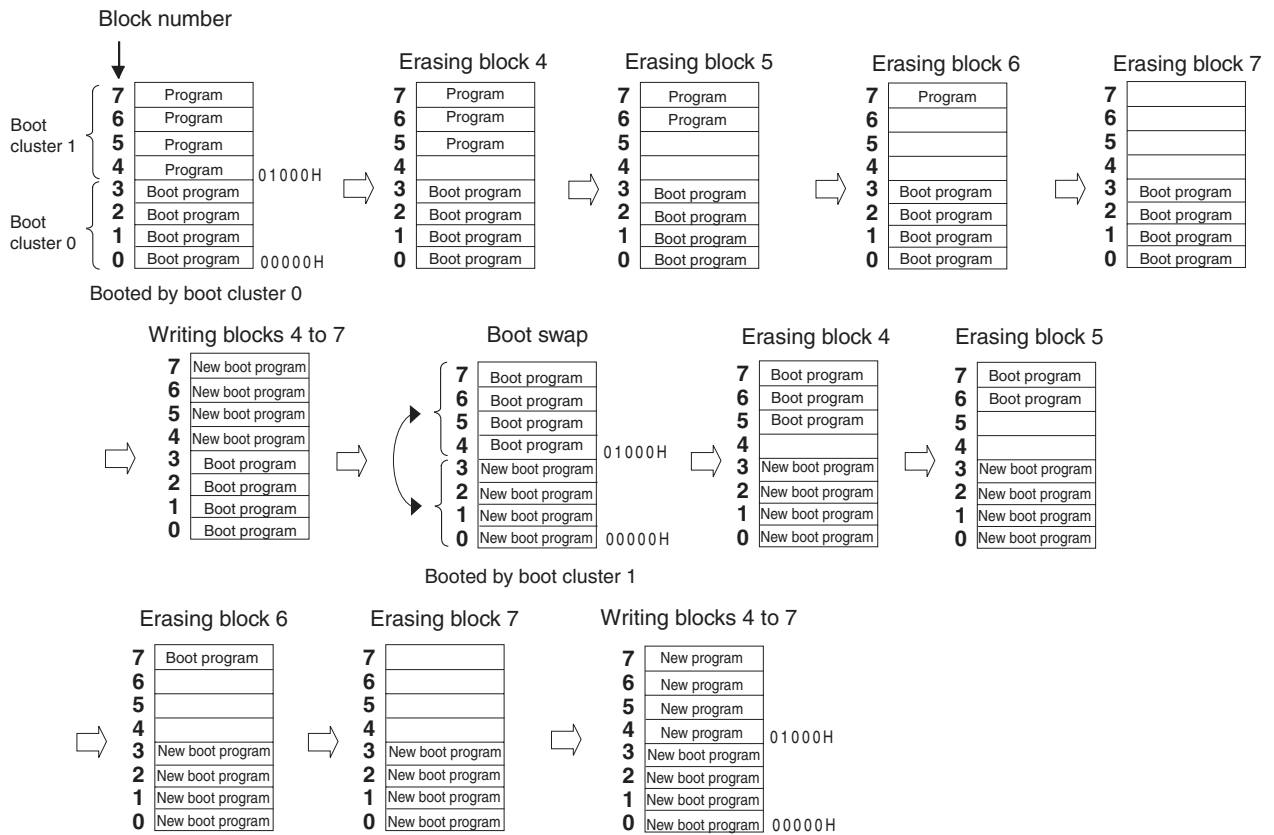 Block number
Erasing block 4
Erasing block 5
Erasing block 6
Erasing block 7
Boot
cluster 1
Boot
cluster 0
7 Program
6 Program
5 Program
4 Program
01000H
3 Boot program
2 Boot program
1 Boot program
0 Boot program 00000H
Booted by boot cluster 0
7 Program
6 Program
5 Program
4
3 Boot program
2 Boot program
1 Boot program
0 Boot program
7 Program
6 Program
5
4
3 Boot program
2 Boot program
1 Boot program
0 Boot program
7 Program
6
5
4
3 Boot program
2 Boot program
1 Boot program
0 Boot program
7
6
5
4
3 Boot program
2 Boot program
1 Boot program
0 Boot program
Writing blocks 4 to 7
7 New boot program
6 New boot program
5 New boot program
4 New boot program
3 Boot program
2 Boot program
1 Boot program
0 Boot program
Boot swap
7 Boot program
6 Boot program
5 Boot program
4 Boot program
01000H
3 New boot program
2 New boot program
1 New boot program
0 New boot program 00000H
Booted by boot cluster 1
Erasing block 4
7 Boot program
6 Boot program
5 Boot program
4
3 New boot program
2 New boot program
1 New boot program
0 New boot program
Erasing block 5
7 Boot program
6 Boot program
5
4
3 New boot program
2 New boot program
1 New boot program
0 New boot program
Erasing block 6
7 Boot program
6
5
4
3 New boot program
2 New boot program
1 New boot program
0 New boot program
Erasing block 7
7
6
5
4
3 New boot program
2 New boot program
1 New boot program
0 New boot program
Writing blocks 4 to 7
7 New program
6 New program
5 New program
4 New program
01000H
3 New boot program
2 New boot program
1 New boot program
0 New boot program 00000H